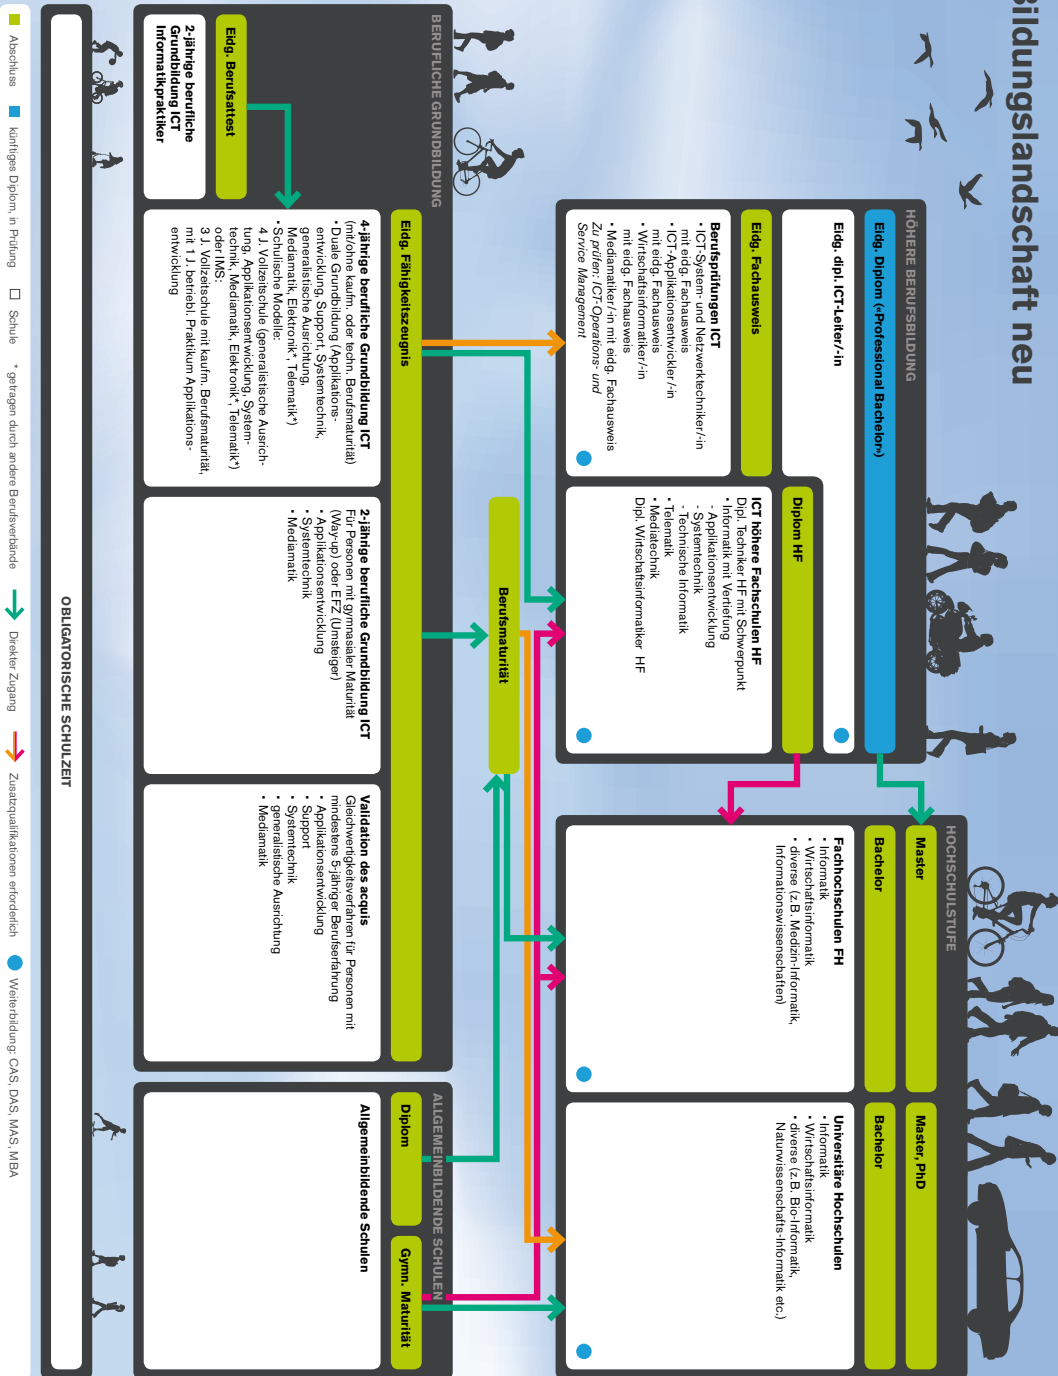 Bildungslandschaft neu
HÖHERE BERUFSBILDUNG
Eidg. Diplom («Professional Bachelor»)
Eidg. dipl. ICT-Leiter/-in
Eidg. Fachausweis
Berufsprüfungen ICT
• ICT-System- und Netzwerktechniker/-in
mit eidg. Fachausweis
• ICT-Applikationsentwickler/-in
mit eidg. Fachausweis
• Wirtschaftsinformatiker/-in
mit eidg. Fachausweis
• Mediamatiker/-in mit eidg. Fachausweis
Zu prüfen: ICT-Operations- und
Service Management
Diplom HF
ICT höhere Fachschulen HF
Dipl. Techniker HF mit Schwerpunkt
• Informatik mit Vertiefung
- Applikationsentwicklung
- Systemtechnik
- Technische Informatik
• Telematik
• Mediatechnik
Dipl. Wirtschaftsinformatiker HF
HOCHSCHULSTUFE
Master
Bachelor
Fachhochschulen FH
• Informatik
• Wirtschaftsinformatik
• diverse (z.B. Medizin-Informatik,
Informationswissenschaften)
Master, PhD
Bachelor
Universitäre Hochschulen
• Informatik
• Wirtschaftsinformatik
• diverse (z.B. Bio-Informatik,
Naturwissenschafts-Informatik etc.)
Berufsmaturität
BERUFLICHE GRUNDBILDUNG
Eidg. Berufsattest
2-jährige berufliche
Grundbildung ICT
Informatikpraktiker
Eidg. Fähigkeitszeugnis
4-jährige berufliche Grundbildung ICT
(mit/ohne kaufm. oder techn. Berufsmaturität)
• Duale Grundbildung (Applikations-
entwicklung, Support, Systemtechnik,
generalistische Ausrichtung,
Mediamatik, Elektronik*, Telematik*)
• Schulische Modelle:
4 J. Vollzeitschule (generalistische Ausrich-
tung, Applikationsentwicklung, System-
technik, Mediamatik, Elektronik*, Telematik*)
oder IMS:
3 J. Vollzeitschule mit kaufm. Berufsmaturität,
mit 1 J. betriebl. Praktikum Applikations-
entwicklung
2-jährige berufliche Grundbildung ICT
Für Personen mit gymnasialer Maturität
(Way-up) oder EFZ (Umsteiger)
• Applikationsentwicklung
• Systemtechnik
• Mediamatik
Validation des acquis
Gleichwertigkeitsverfahren für Personen mit
mindestens 5-jähriger Berufserfahrung
• Applikationsentwicklung
• Support
• Systemtechnik
• generalistische Ausrichtung
• Mediamatik
ALLGEMEINBILDENDE SCHULEN
Diplom
Gymn. Maturität
Allgemeinbildende Schulen
OBLIGATORISCHE SCHULZEIT
Abschluss
künftiges Diplom, in Prüfung
Schule
* getragen durch andere Berufsverbände
Direkter Zugang
Zusatzqualifikationen erforderlich
Weiterbildung: CAS, DAS, MAS, MBA